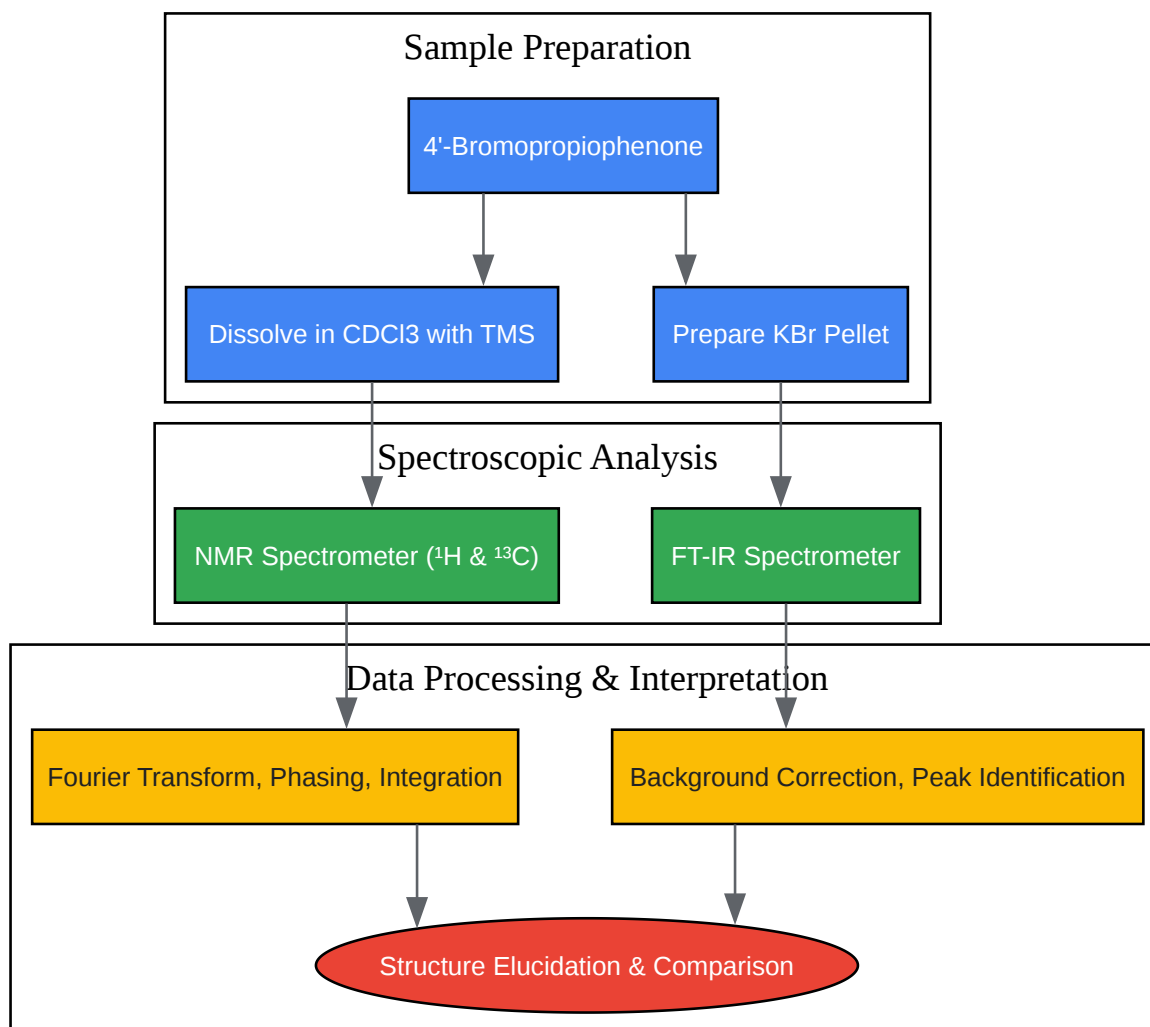 Sample Preparation
4'-Bromopropiophenone
Dissolve in CDCl3 with TMS
Prepare KBr Pellet
Spectroscopic Analysis
NMR Spectrometer (¹H & ¹³C)
FT-IR Spectrometer
Data Processing & Interpretation
Fourier Transform, Phasing, Integration
Background Correction, Peak Identification
Structure Elucidation & Comparison